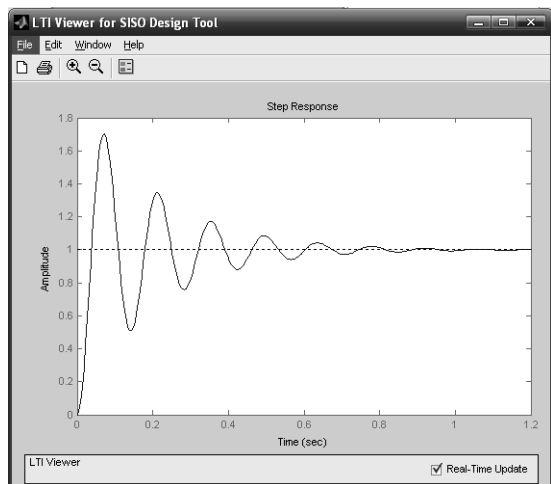 LTI Viewer for SISO Design Tool
File Edit Window Help
Step Response
1.8
1.6
1.4
1.2
1
0.8
0.6
0.4
0.2
0
Amplitude
0 0.2 0.4 0.6 0.8 1 1.2
Time (sec)
LTI Viewer
Real-Time Update